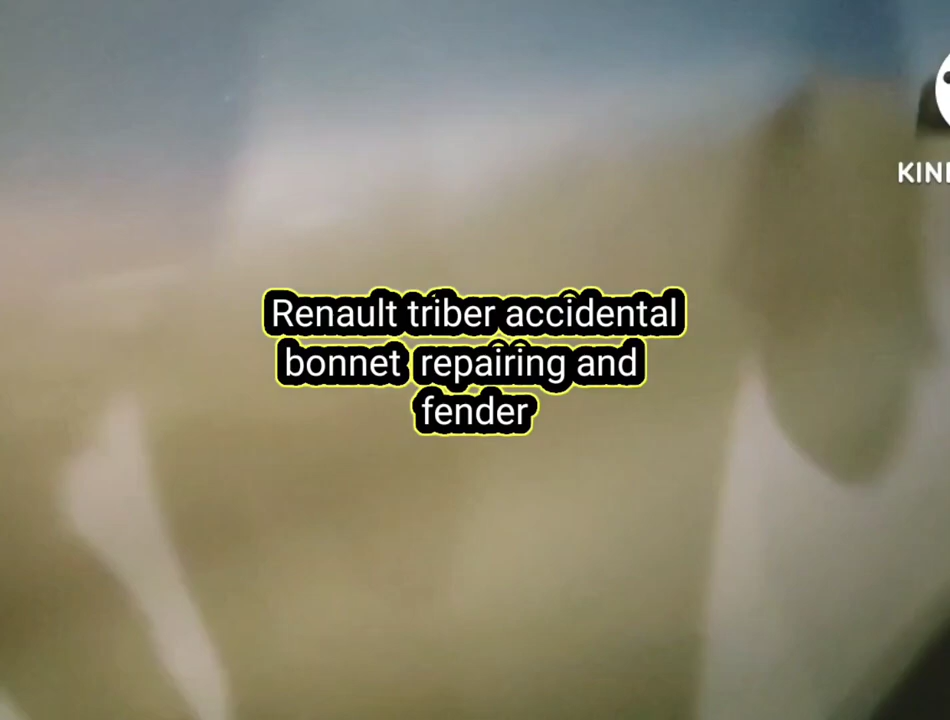 Renault triber accidental
bonnet repairing and
fender
KINE